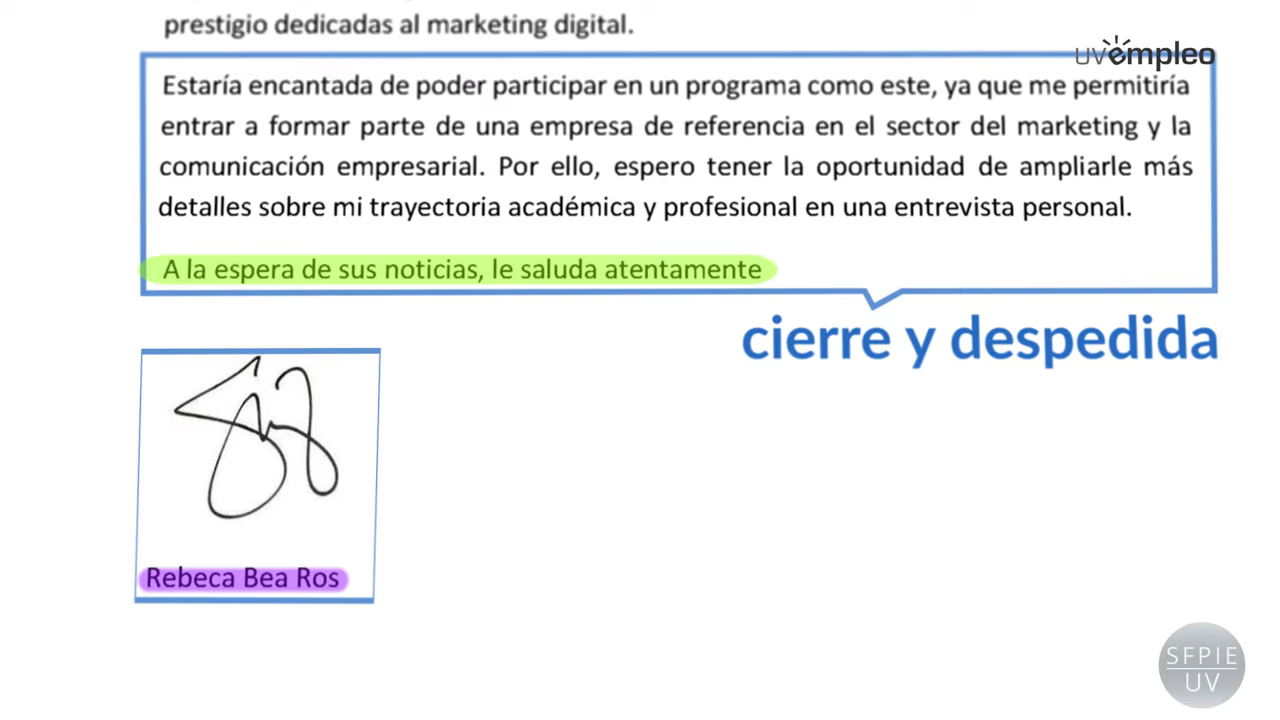 prestigio dedicadas al marketing digital.
uvempleo
Estaría encantada de poder participar en un programa como este, ya que me permitiría
entrar a formar parte de una empresa de referencia en el sector del marketing y la
comunicación empresarial. Por ello, espero tener la oportunidad de ampliarle más
detalles sobre mi trayectoria académica y profesional en una entrevista personal.
A la espera de sus noticias, le saluda atentamente
cierre y despedida
Rebeca Bea Ros
SFPIE
UV